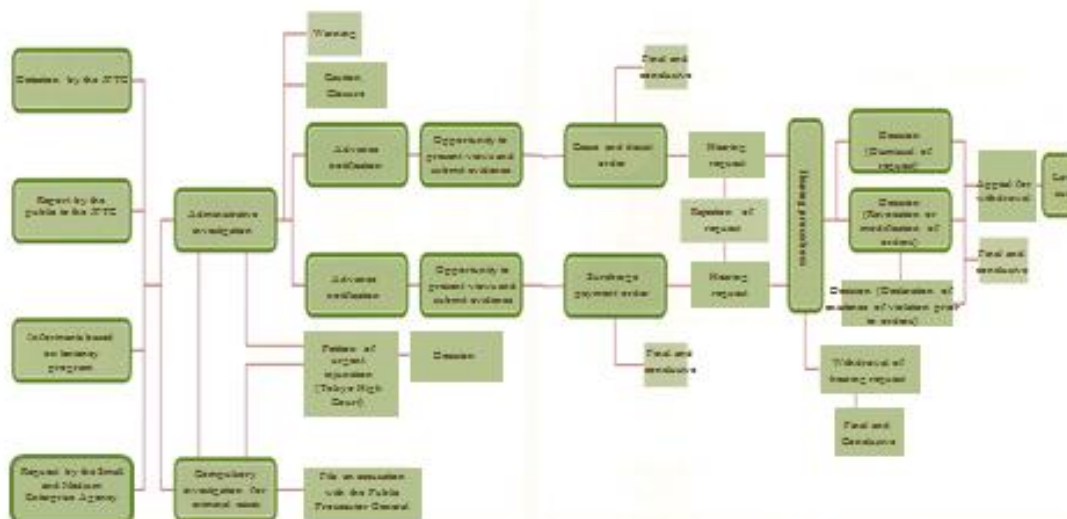 Warning
Detection by the JFTC
Report by the
public to the JFTC
on leniency
program
Request by the Small
and Medium
Enterprise Agency
Administrative
investigation
Compulsory
investigation for
criminal cases
Advance
notification
Opportunity to
present views and
submit evidence
Advance
notification
Opportunity to
present views and
submit evidence
Petition of
urgent
injunction
(Tokyo High
Court)
Decision
File an accusation
with the Public
Prosecutor General
Final and
conclusive
Cease and desist
order
Surcharge
payment order
Final and
conclusive
Hearing
request
request
Hearing
request
Hearing procedures
Decision
(Dismissal of
request)
Decision
(Revocation or
modification of
orders)
Decision (Declaration of
existence of violation prior
to orders)
Appeal for
withdrawal
Final and
conclusive
Withdrawal of
hearing request
Final and
Conclusive